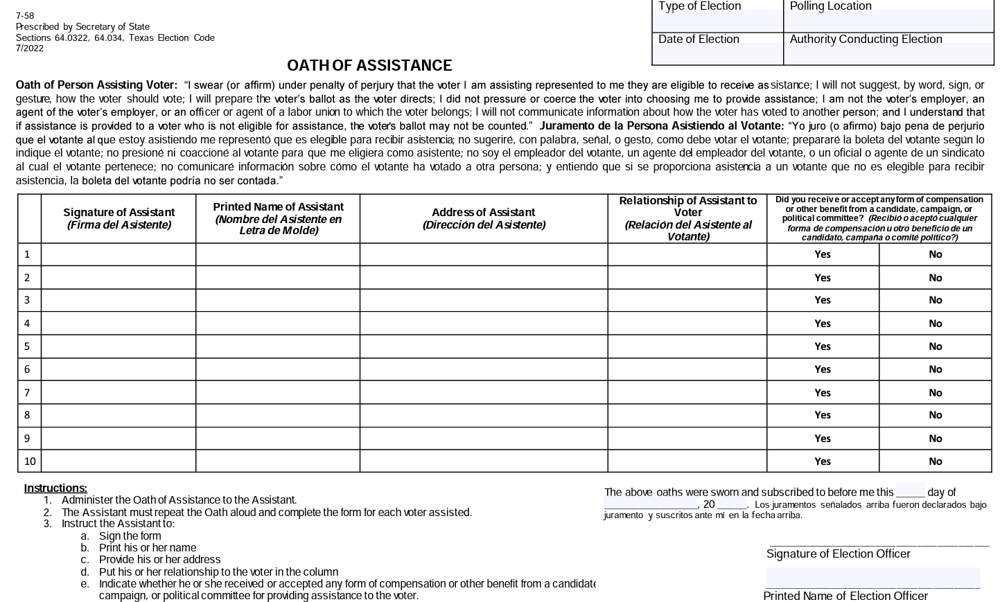 7-58
Prescribed by Secretary of State
Sections 64.0322, 64.034, Texas Election Code
7/2022
Type of Election
Polling Location
Date of Election
Authority Conducting Election
OATH OF ASSISTANCE
Oath of Person Assisting Voter: “I swear (or affirm) under penalty of perjury that the voter I am assisting represented to me they are eligible to receive assistance; I will not suggest, by word, sign, or
gesture, how the voter should vote; I will prepare the voter’s ballot as the voter directs; I did not pressure or coerce the voter into choosing me to provide assistance; I am not the voter’s employer, an
agent of the voter’s employer, or an officer or agent of a labor union to which the voter belongs; I will not communicate information about how the voter has voted to another person; and I understand that
if assistance is provided to a voter who is not eligible for assistance, the voter’s ballot may not be counted.” Juramento de la Persona Asistiendo al Votante: “Yo juro (o afirmo) bajo pena de perjurio
que el votante al que estoy asistiendo me representó que es elegible para recibir asistencia; no sugeriré, con palabra, señal, o gesto, como debe votar el votante; prepararé la boleta del votante según lo
indique el votante; no presioné ni coaccioné al votante para que me eligiera como asistente; no soy el empleador del votante, un agente del empleador del votante, o un oficial o agente de un sindicato
al cual el votante pertenece; no comunicaré información sobre cómo el votante ha votado a otra persona; y entiendo que si se proporciona asistencia a un votante que no es elegible para recibir
asistencia, la boleta del votante podría no ser contada.”
Signature of Assistant
(Firma del Asistente)
Printed Name of Assistant
(Nombre del Asistente en
Letra de Molde)
Address of Assistant
(Dirección del Asistente)
Relationship of Assistant to
Voter
(Relación del Asistente al
Votante)
Did you receive or accept any form of compensation
or other benefit from a candidate, campaign, or
political committee? (Recibió o aceptó cualquier
forma de compensación u otro beneficio de un
candidato, campaña o comité político?)
1 Yes No
2 Yes No
3 Yes No
4 Yes No
5 Yes No
6 Yes No
7 Yes No
8 Yes No
9 Yes No
10 Yes No
Instructions:
1. Administer the Oath of Assistance to the Assistant.
2. The Assistant must repeat the Oath aloud and complete the form for each voter assisted.
3. Instruct the Assistant to:
a. Sign the form
b. Print his or her name
c. Provide his or her address
d. Put his or her relationship to the voter in the column
e. Indicate whether he or she received or accepted any form of compensation or other benefit from a candidate
campaign, or political committee for providing assistance to the voter.
The above oaths were sworn and subscribed to before me this _____ day of
________________, 20 _____. Los juramentos señalados arriba fueron declarados bajo
juramento y suscritos ante mí en la fecha arriba.
Signature of Election Officer
Printed Name of Election Officer